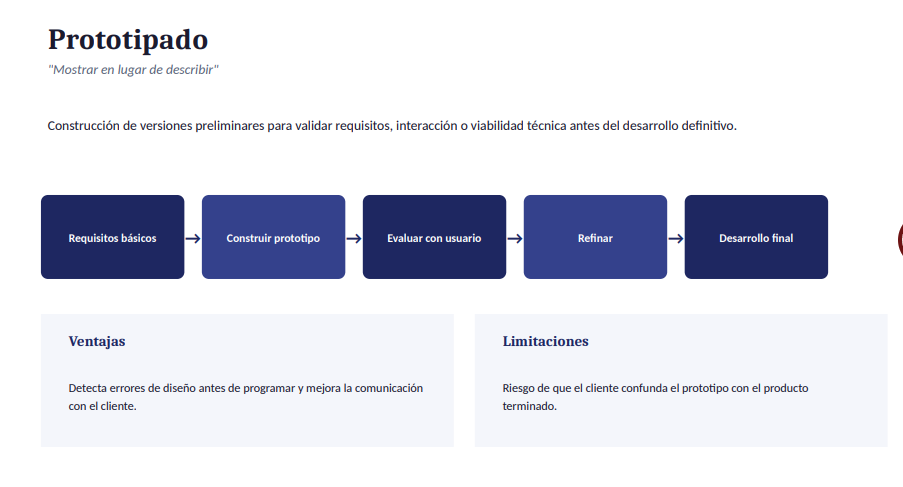 Prototipado
"Mostrar en lugar de describir"
Construcción de versiones preliminares para validar requisitos, interacción o viabilidad técnica antes del desarrollo definitivo.
Requisitos básicos
Construir prototipo
Evaluar con usuario
Refinar
Desarrollo final
Ventajas
Detecta errores de diseño antes de programar y mejora la comunicación
con el cliente.
Limitaciones
Riesgo de que el cliente confunda el prototipo con el producto
terminado.